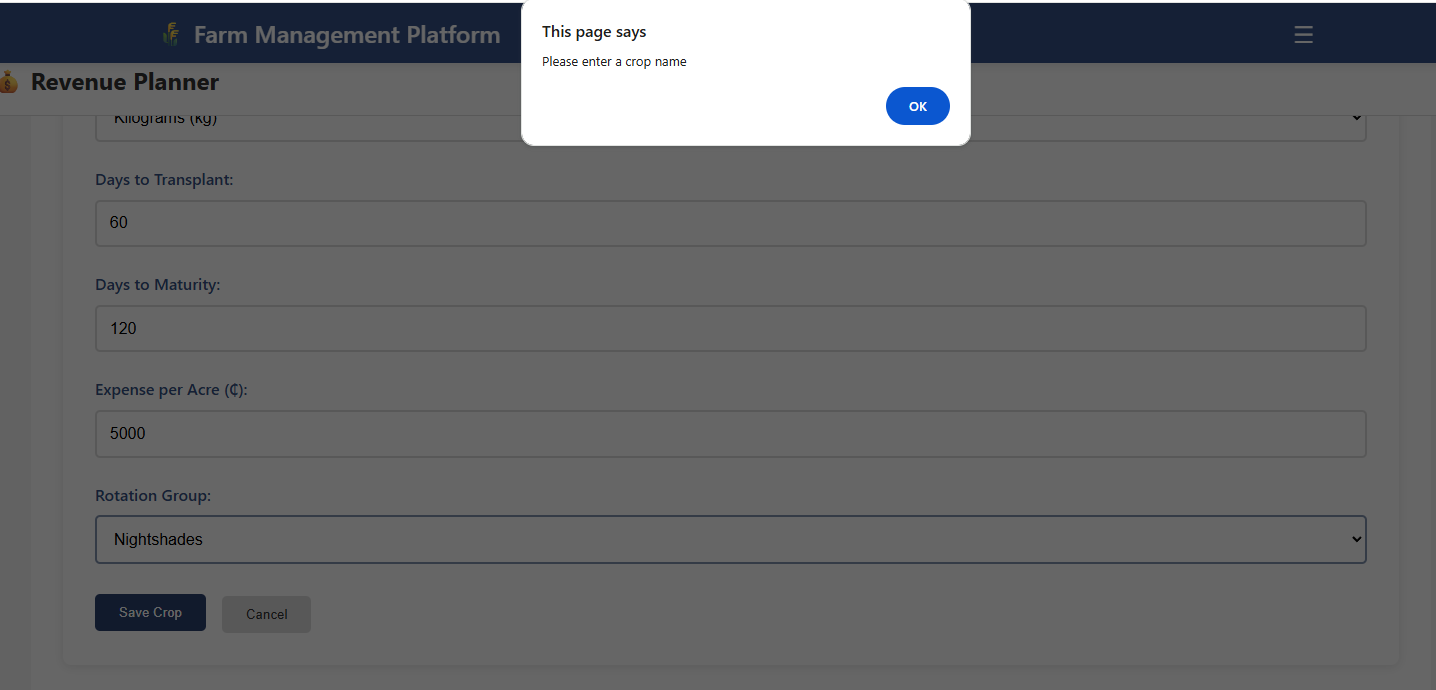 Farm Management Platform
This page says
Please enter a crop name
OK
Revenue Planner
Kilograms (kg)
Days to Transplant:
60
Days to Maturity:
120
Expense per Acre (₵):
5000
Rotation Group:
Nightshades
Save Crop
Cancel